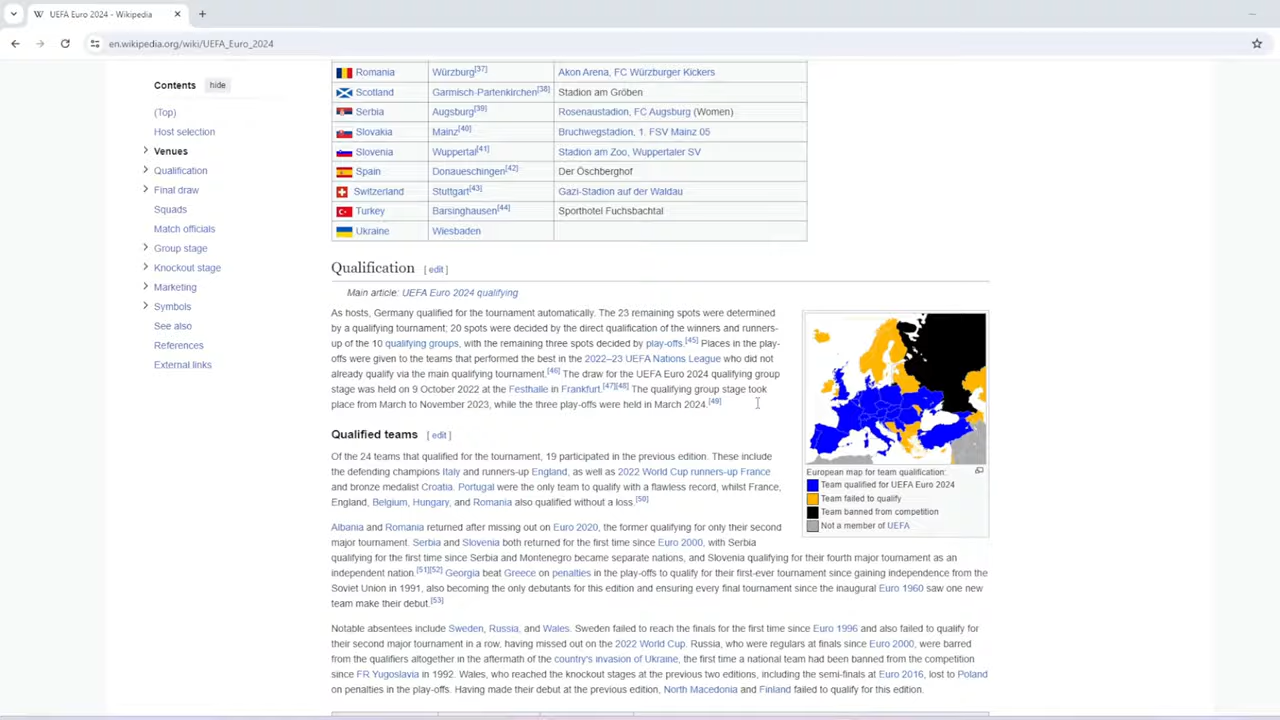 UEFA Euro 2024 - Wikipedia
en.wikipedia.org/wiki/UEFA_Euro_2024
Contents hide
(Top)
Host selection
Venues
Qualification
Final draw
Squads
Match officials
Group stage
Knockout stage
Marketing
Symbols
See also
References
External links
Romania Würzburg[37] Akon Arena, FC Würzburger Kickers
Scotland Garmisch-Partenkirchen[38] Stadion am Gröben
Serbia Augsburg[39] Rosenaustadion, FC Augsburg (Women)
Slovakia Mainz[40] Bruchwegstadion, 1. FSV Mainz 05
Slovenia Wuppertal[41] Stadion am Zoo, Wuppertaler SV
Spain Donaueschingen[42] Der Öschberghof
Switzerland Stuttgart[43] Gazi-Stadion auf der Waldau
Turkey Barsinghausen[44] Sporthotel Fuchsbachtal
Ukraine Wiesbaden
Qualification [ edit ]
Main article: UEFA Euro 2024 qualifying
As hosts, Germany qualified for the tournament automatically. The 23 remaining spots were determined
by a qualifying tournament; 20 spots were decided by the direct qualification of the winners and runners-
up of the 10 qualifying groups, with the remaining three spots decided by play-offs.[45] Places in the play-
offs were given to the teams that performed the best in the 2022–23 UEFA Nations League who did not
already qualify via the main qualifying tournament.[46] The draw for the UEFA Euro 2024 qualifying group
stage was held on 9 October 2022 at the Festhalle in Frankfurt.[47][48] The qualifying group stage took
place from March to November 2023, while the three play-offs were held in March 2024.[49]
European map for team qualification:
Team qualified for UEFA Euro 2024
Team failed to qualify
Team banned from competition
Not a member of UEFA
Qualified teams [ edit ]
Of the 24 teams that qualified for the tournament, 19 participated in the previous edition. These include
the defending champions Italy and runners-up England, as well as 2022 World Cup runners-up France
and bronze medalist Croatia. Portugal were the only team to qualify with a flawless record, whilst France,
England, Belgium, Hungary, and Romania also qualified without a loss.[50]
Albania and Romania returned after missing out on Euro 2020, the former qualifying for only their second
major tournament. Serbia and Slovenia both returned for the first time since Euro 2000, with Serbia
qualifying for the first time since Serbia and Montenegro became separate nations, and Slovenia qualifying for their fourth major tournament as an
independent nation.[51][52] Georgia beat Greece on penalties in the play-offs to qualify for their first-ever tournament since gaining independence from the
Soviet Union in 1991, also becoming the only debutants for this edition and ensuring every final tournament since the inaugural Euro 1960 saw one new
team make their debut.[53]
Notable absentees include Sweden, Russia, and Wales. Sweden failed to reach the finals for the first time since Euro 1996 and also failed to qualify for
their second major tournament in a row, having missed out on the 2022 World Cup. Russia, who were regulars at finals since Euro 2000, were barred
from the qualifiers altogether in the aftermath of the country's invasion of Ukraine, the first time a national team had been banned from the competition
since FR Yugoslavia in 1992. Wales, who reached the knockout stages at the previous two editions, including the semi-finals at Euro 2016, lost to Poland
on penalties in the play-offs. Having made their debut at the previous edition, North Macedonia and Finland failed to qualify for this edition.